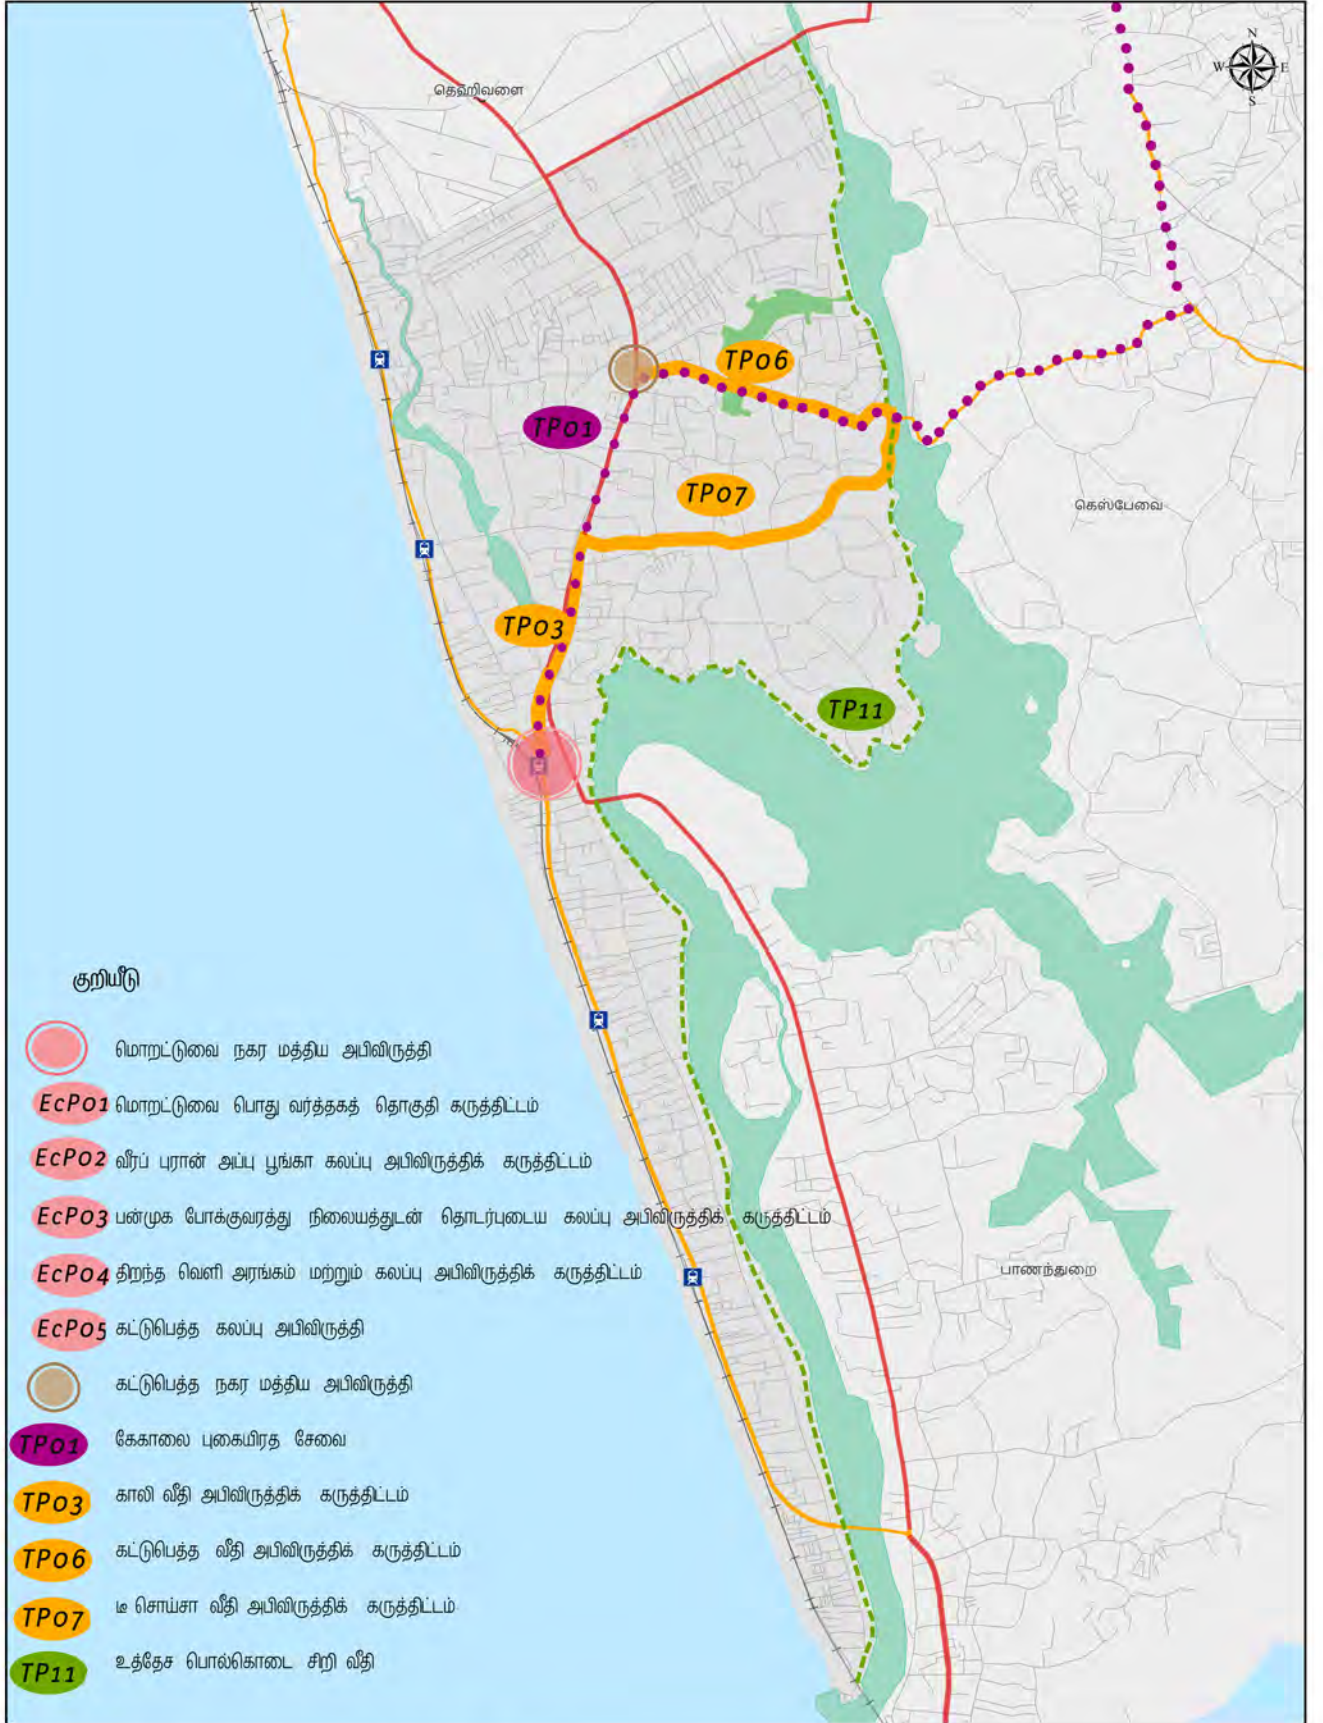 N
W E
S
தெஹிவளை
TP06
TP01
TP07
கெஸ்பேவை
TP03
TP11
குறியீடு
மொறட்டுவை நகர மத்திய அபிவிருத்தி
EcP01 மொறட்டுவை பொது வர்த்தகத் தொகுதி கருத்திட்டம்
EcP02 வீரப் புரான் அப்பு பூங்கா கலப்பு அபிவிருத்திக் கருத்திட்டம்
EcP03 பன்முக போக்குவரத்து நிலையத்துடன் தொடர்புடைய கலப்பு அபிவிருத்திக் கருத்திட்டம்
EcP04 திறந்த வெளி அரங்கம் மற்றும் கலப்பு அபிவிருத்திக் கருத்திட்டம்
பாணந்துறை
EcP05 கட்டுபெத்த கலப்பு அபிவிருத்தி
கட்டுபெத்த நகர மத்திய அபிவிருத்தி
TP01 கேகாலை புகையிரத சேவை
TP03 காலி வீதி அபிவிருத்திக் கருத்திட்டம்
TP06 கட்டுபெத்த வீதி அபிவிருத்திக் கருத்திட்டம்
TP07 டீ சொய்சா வீதி அபிவிருத்திக் கருத்திட்டம்
TP11 உத்தேச பொல்கொடை சிறி வீதி